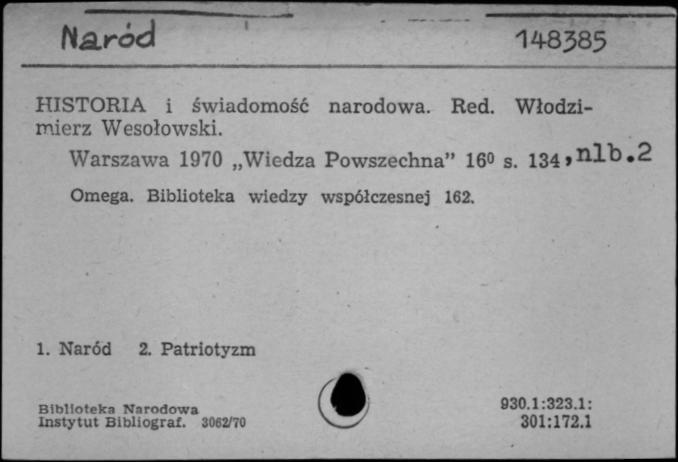 Naród 148385
HISTORIA i świadomość narodowa. Red. Włodzi-
mierz Wesołowski.
Warszawa 1970 „Wiedza Powszechna” 16⁰ s. 134, nlb.2
Omega. Biblioteka wiedzy współczesnej 162.
1. Naród 2. Patriotyzm
Biblioteka Narodowa
Instytut Bibliograf. 3062/70
930.1:323.1:
301:172.1